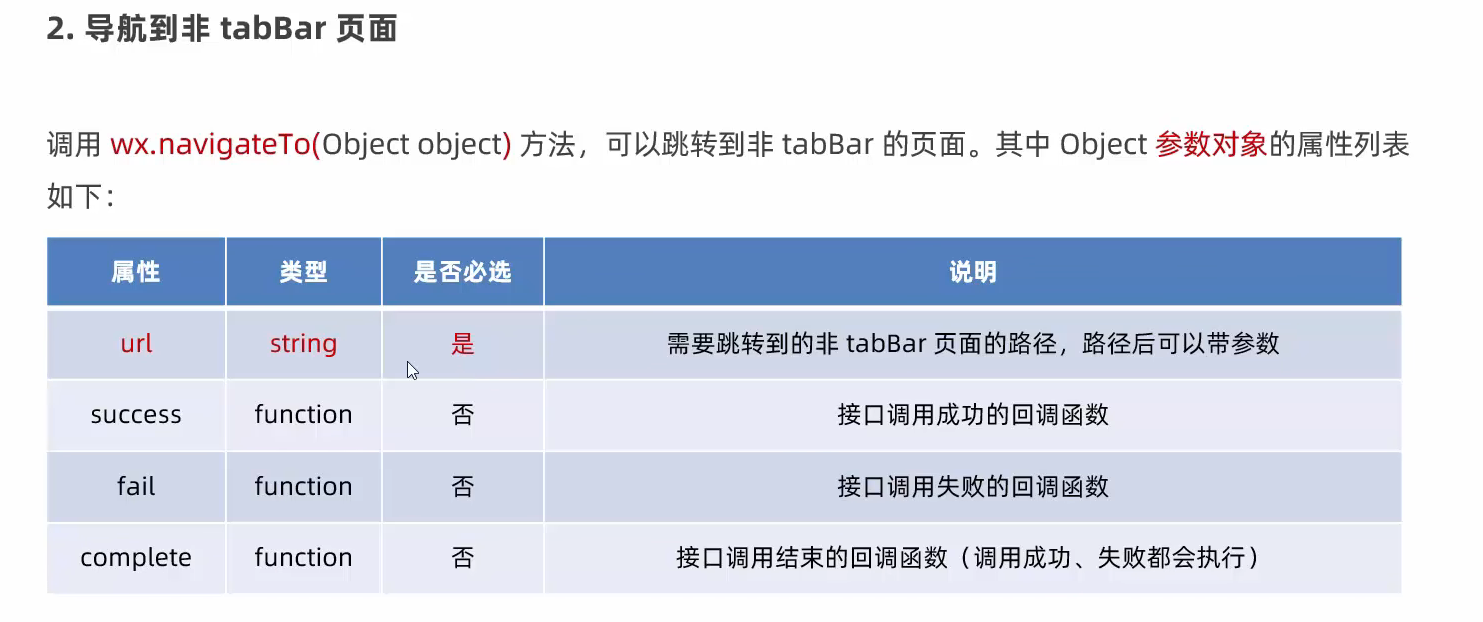 2. 导航到非 tabBar 页面
调用 wx.navigateTo(Object object) 方法，可以跳转到非 tabBar 的页面。其中 Object 参数对象的属性列表
如下：
属性 类型 是否必选 说明
url string 是 需要跳转到的非 tabBar 页面的路径，路径后可以带参数
success function 否 接口调用成功的回调函数
fail function 否 接口调用失败的回调函数
complete function 否 接口调用结束的回调函数（调用成功、失败都会执行）